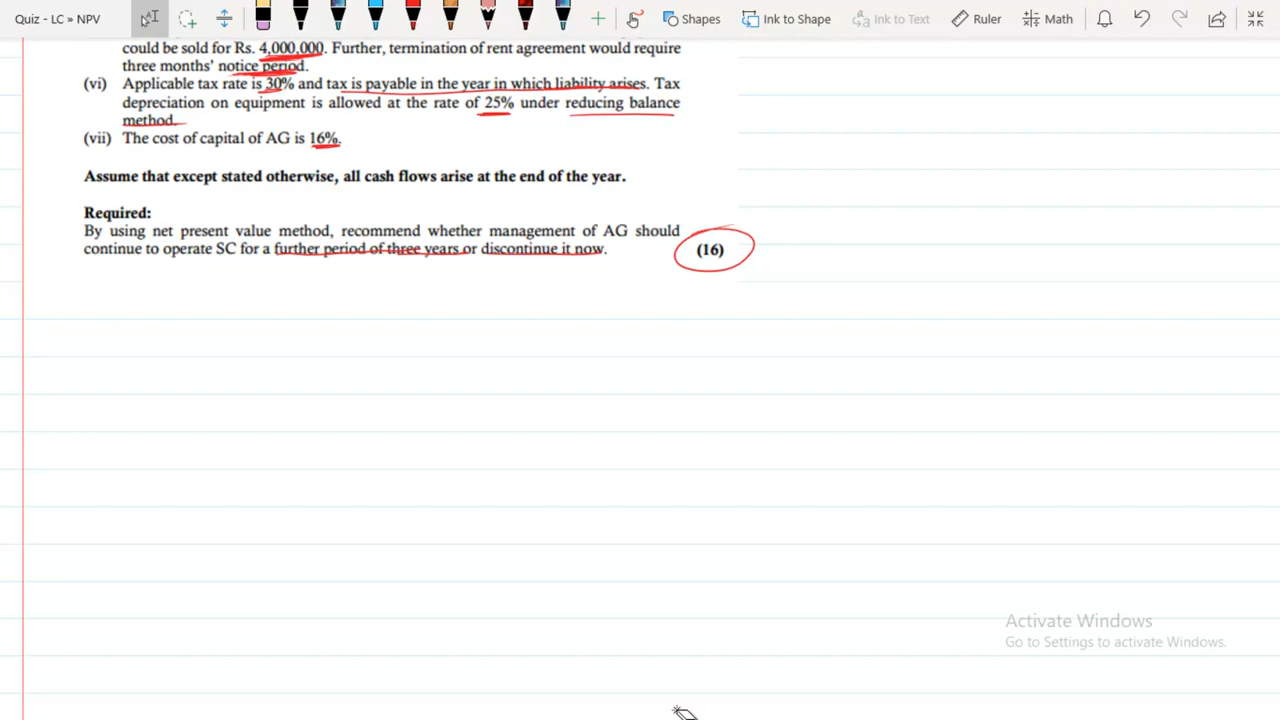 Quiz - LC » NPV
Shapes
Ink to Shape
Ink to Text
Ruler
Math
could be sold for Rs. 4,000,000. Further, termination of rent agreement would require
three months' notice period.
(vi) Applicable tax rate is 30% and tax is payable in the year in which liability arises. Tax
depreciation on equipment is allowed at the rate of 25% under reducing balance
method.
(vii) The cost of capital of AG is 16%.
Assume that except stated otherwise, all cash flows arise at the end of the year.
Required:
By using net present value method, recommend whether management of AG should
continue to operate SC for a further period of three years or discontinue it now. (16)
Activate Windows
Go to Settings to activate Windows.